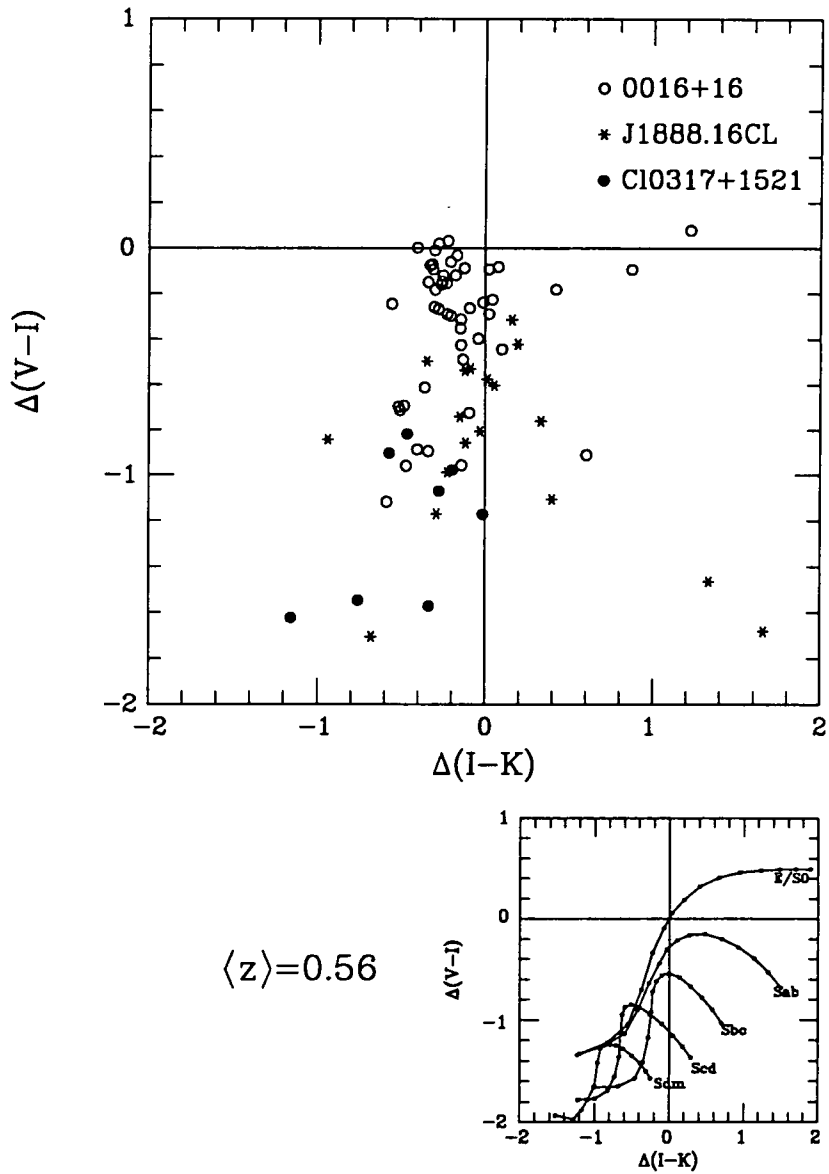 1
0016+16
J1888.16CL
Cl0317+1521
0
Δ(V−I)
−1
−2
−2 −1 0 1 2
Δ(I−K)
⟨z⟩=0.56
1
E/S0
0
Δ(V−I)
Sab
−1
Sbc
Scd
Sdm
−2
−2 −1 0 1 2
Δ(I−K)